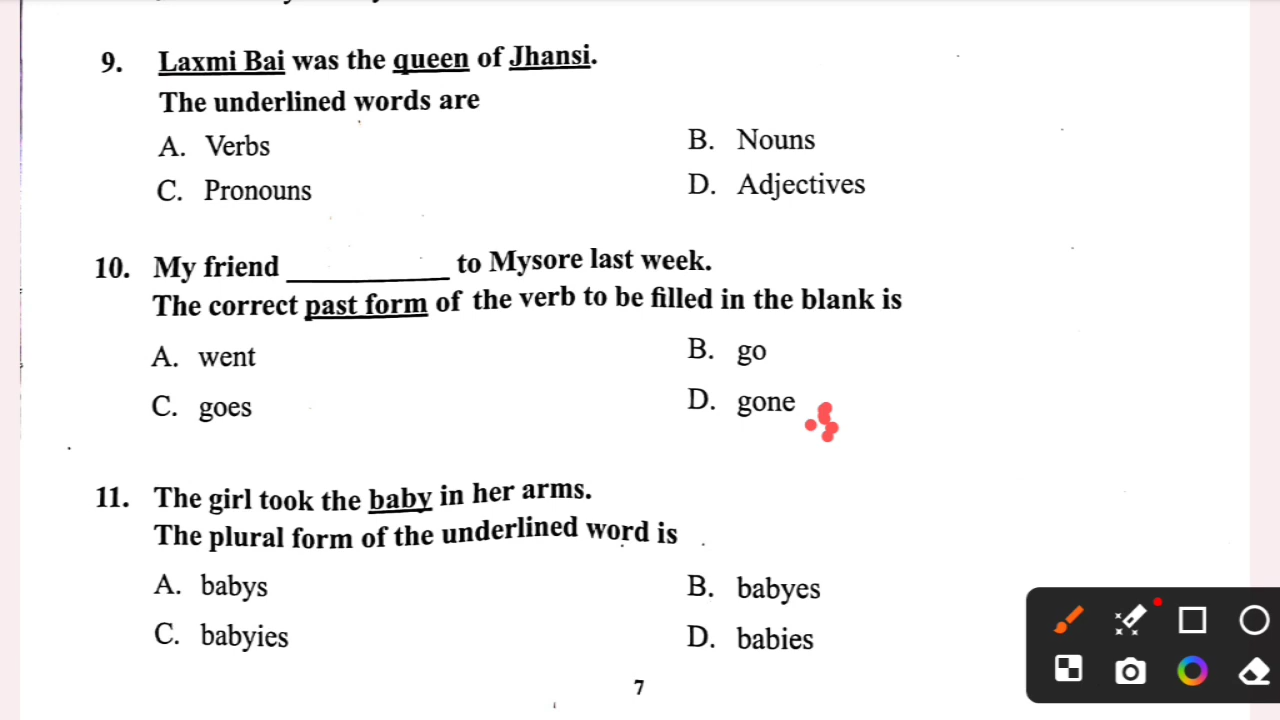 9. Laxmi Bai was the queen of Jhansi.
The underlined words are
A. Verbs B. Nouns
C. Pronouns D. Adjectives
10. My friend __________ to Mysore last week.
The correct past form of the verb to be filled in the blank is
A. went B. go
C. goes D. gone
11. The girl took the baby in her arms.
The plural form of the underlined word is
A. babys B. babyes
C. babyies D. babies
7